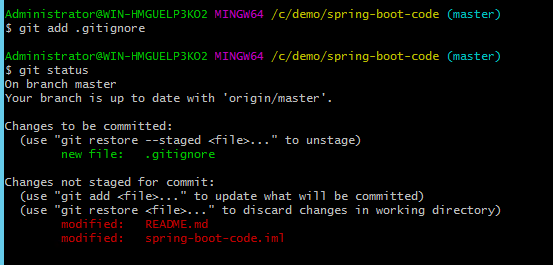 Administrator@WIN-HMGUELP3KO2 MINGW64 /c/demo/spring-boot-code (master)
$ git add .gitignore
Administrator@WIN-HMGUELP3KO2 MINGW64 /c/demo/spring-boot-code (master)
$ git status
On branch master
Your branch is up to date with 'origin/master'.
Changes to be committed:
(use "git restore --staged <file>..." to unstage)
new file: .gitignore
Changes not staged for commit:
(use "git add <file>..." to update what will be committed)
(use "git restore <file>..." to discard changes in working directory)
modified: README.md
modified: spring-boot-code.iml